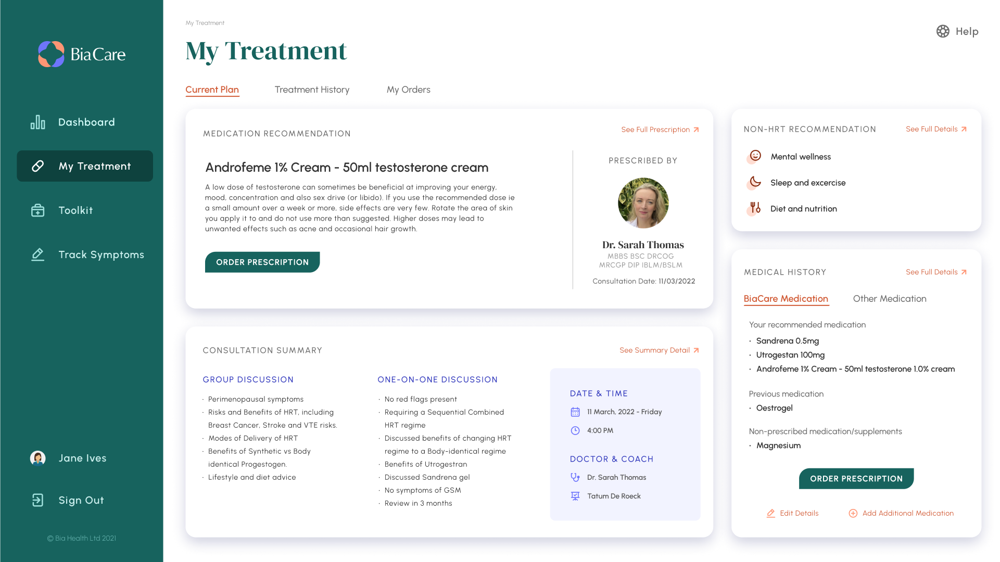 BiaCare
Dashboard
My Treatment
Toolkit
Track Symptoms
Jane Ives
Sign Out
© Bia Health Ltd 2021
My Treatment
My Treatment
Help
Current Plan
Treatment History
My Orders
MEDICATION RECOMMENDATION
See Full Prescription
Androfeme 1% Cream - 50ml testosterone cream
A low dose of testosterone can sometimes be beneficial at improving your energy,
mood, concentration and also sex drive (or libido). If you use the recommended dose ie
a small amount over a week or more, side effects are very few. Rotate the area of skin
you apply it to and do not use more than suggested. Higher doses may lead to
unwanted effects such as acne and occasional hair growth.
ORDER PRESCRIPTION
PRESCRIBED BY
Dr. Sarah Thomas
MBBS BSC DRCOG
MRCGP DIP IBLM/BSLM
Consultation Date: 11/03/2022
CONSULTATION SUMMARY
See Summary Detail
GROUP DISCUSSION
· Perimenopausal symptoms
· Risks and Benefits of HRT, including
Breast Cancer, Stroke and VTE risks.
· Modes of Delivery of HRT
· Benefits of Synthetic vs Body
identical Progestogen.
· Lifestyle and diet advice
ONE-ON-ONE DISCUSSION
· No red flags present
· Requiring a Sequential Combined
HRT regime
· Discussed benefits of changing HRT
regime to a Body-identical regime
· Benefits of Utrogestran
· Discussed Sandrena gel
· No symptoms of GSM
· Review in 3 months
DATE & TIME
11 March, 2022 - Friday
4:00 PM
DOCTOR & COACH
Dr. Sarah Thomas
Tatum De Roeck
NON-HRT RECOMMENDATION
See Full Details
Mental wellness
Sleep and excercise
Diet and nutrition
MEDICAL HISTORY
See Full Details
BiaCare Medication
Other Medication
Your recommended medication
· Sandrena 0.5mg
· Utrogestan 100mg
· Androfeme 1% Cream - 50ml testosterone 1.0% cream
Previous medication
· Oestrogel
Non-prescribed medication/supplements
· Magnesium
ORDER PRESCRIPTION
Edit Details
Add Additional Medication